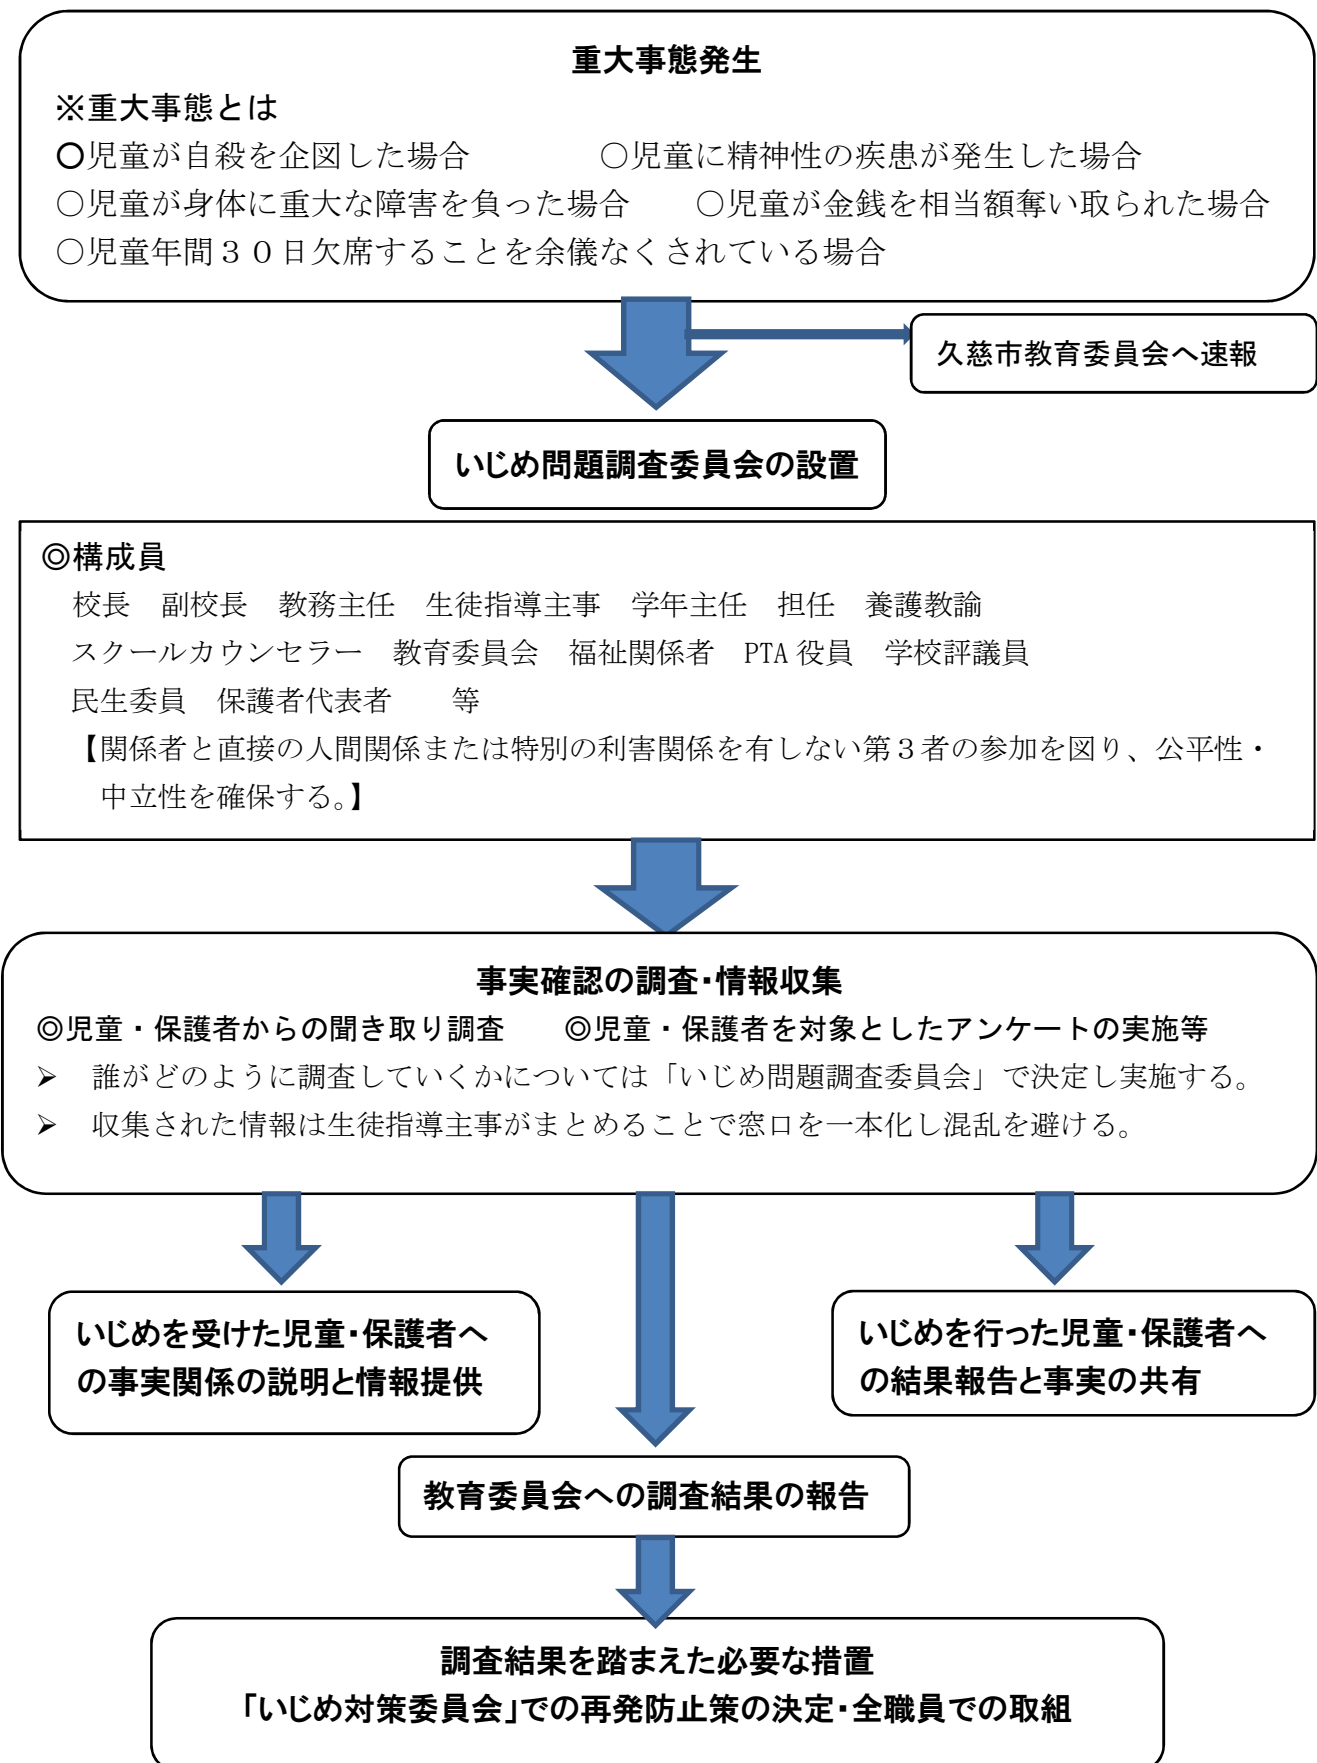 重大事態発生
※重大事態とは
○児童が自殺を企図した場合　　　　○児童に精神性の疾患が発生した場合
○児童が身体に重大な障害を負った場合　　○児童が金銭を相当額奪い取られた場合
○児童年間３０日欠席することを余儀なくされている場合
久慈市教育委員会へ速報
いじめ問題調査委員会の設置
◎構成員
校長　副校長　教務主任　生徒指導主事　学年主任　担任　養護教諭
スクールカウンセラー　教育委員会　福祉関係者　PTA 役員　学校評議員
民生委員　保護者代表者　　等
【関係者と直接の人間関係または特別の利害関係を有しない第３者の参加を図り、公平性・
中立性を確保する。】
事実確認の調査・情報収集
◎児童・保護者からの聞き取り調査　　◎児童・保護者を対象としたアンケートの実施等
➢　誰がどのように調査していくかについては「いじめ問題調査委員会」で決定し実施する。
➢　収集された情報は生徒指導主事がまとめることで窓口を一本化し混乱を避ける。
いじめを受けた児童・保護者へ
の事実関係の説明と情報提供
いじめを行った児童・保護者へ
の結果報告と事実の共有
教育委員会への調査結果の報告
調査結果を踏まえた必要な措置
「いじめ対策委員会」での再発防止策の決定・全職員での取組